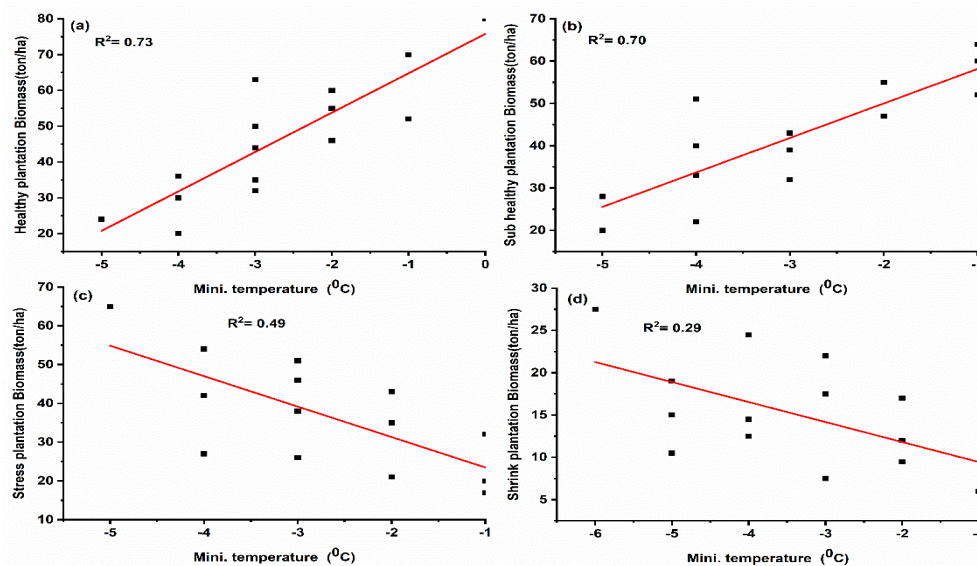 (a)
R²= 0.73
Healthy plantation Biomass(ton/ha)
80
70
60
50
40
30
20
-5 -4 -3 -2 -1 0
Mini. temperature (⁰C)
(b)
R²= 0.70
Sub healthy plantation Biomass(ton/ha)
70
60
50
40
30
20
-5 -4 -3 -2 -1
Mini. temperature (⁰C)
(c)
R²= 0.49
Stress plantation Biomass(ton/ha)
70
60
50
40
30
20
10
-5 -4 -3 -2 -1
Mini. temperature (⁰C)
(d)
R²= 0.29
Shrink plantation Biomass(ton/ha)
30
25
20
15
10
5
-6 -5 -4 -3 -2
Mini. temperature (⁰C)